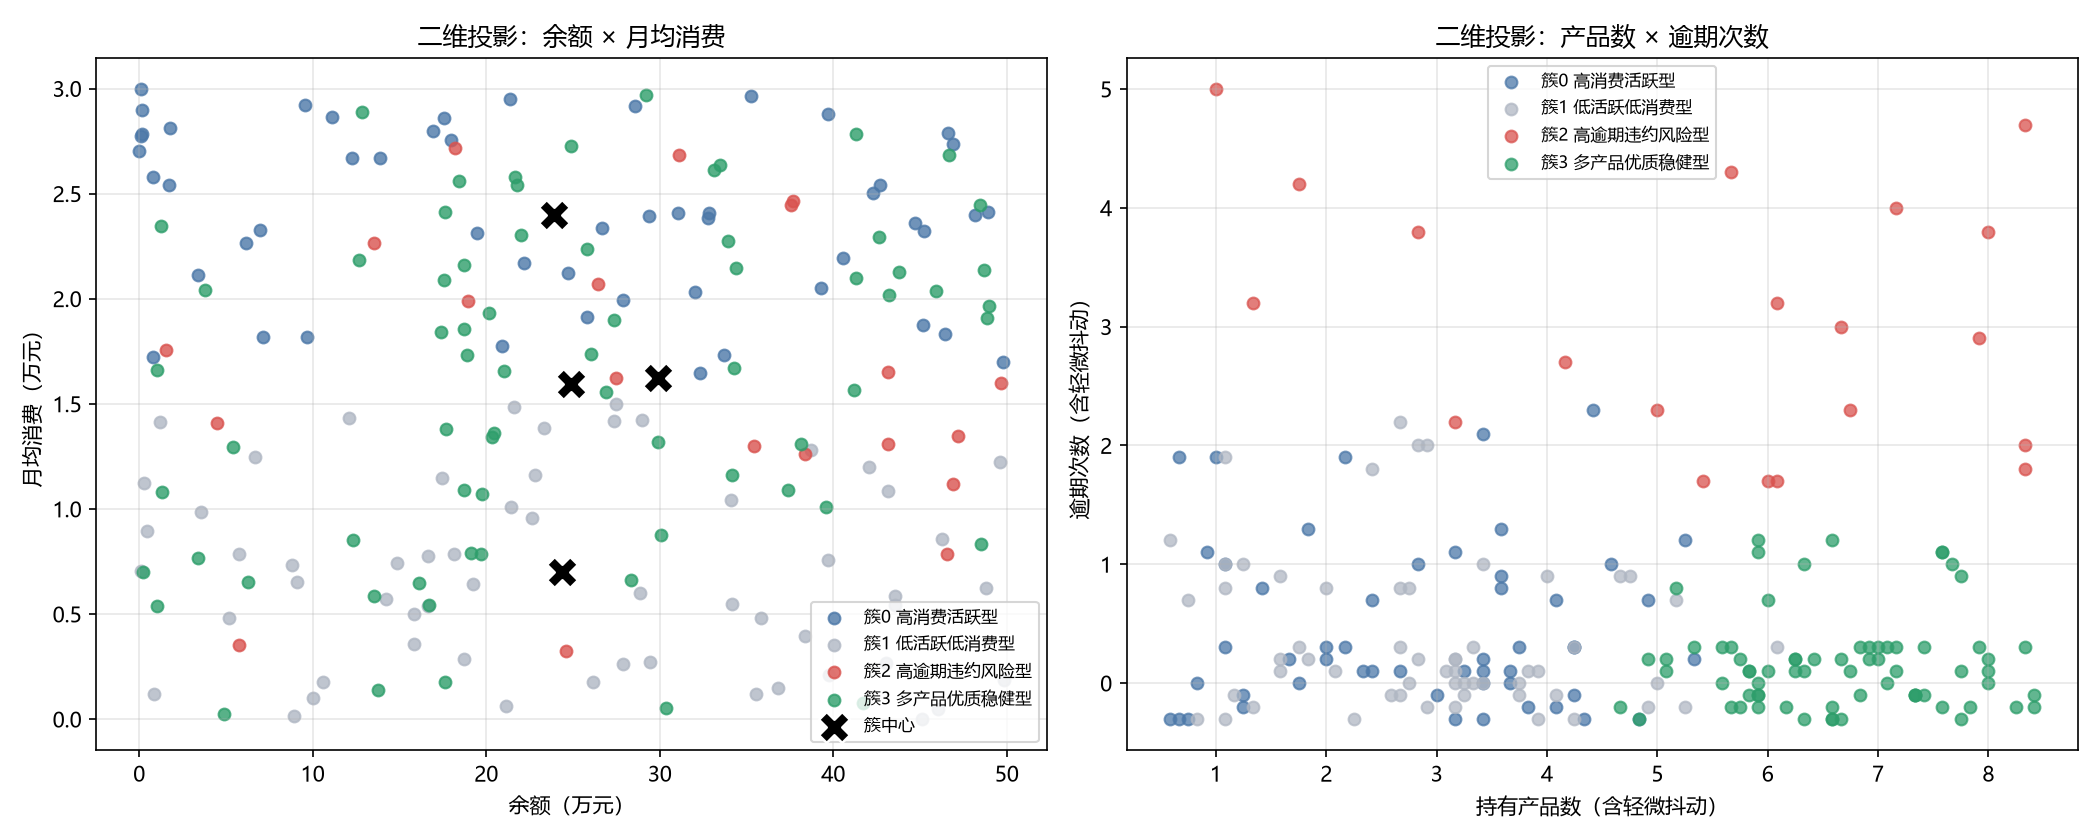 二维投影：余额 × 月均消费
3.0
2.5
2.0
1.5
1.0
0.5
0.0
月均消费（万元）
0
10
20
30
40
50
余额（万元）
簇0 高消费活跃型
簇1 低活跃低消费型
簇2 高逾期违约风险型
簇3 多产品优质稳健型
簇中心
二维投影：产品数 × 逾期次数
5
4
3
2
1
0
逾期次数（含轻微抖动）
1
2
3
4
5
6
7
8
持有产品数（含轻微抖动）
簇0 高消费活跃型
簇1 低活跃低消费型
簇2 高逾期违约风险型
簇3 多产品优质稳健型